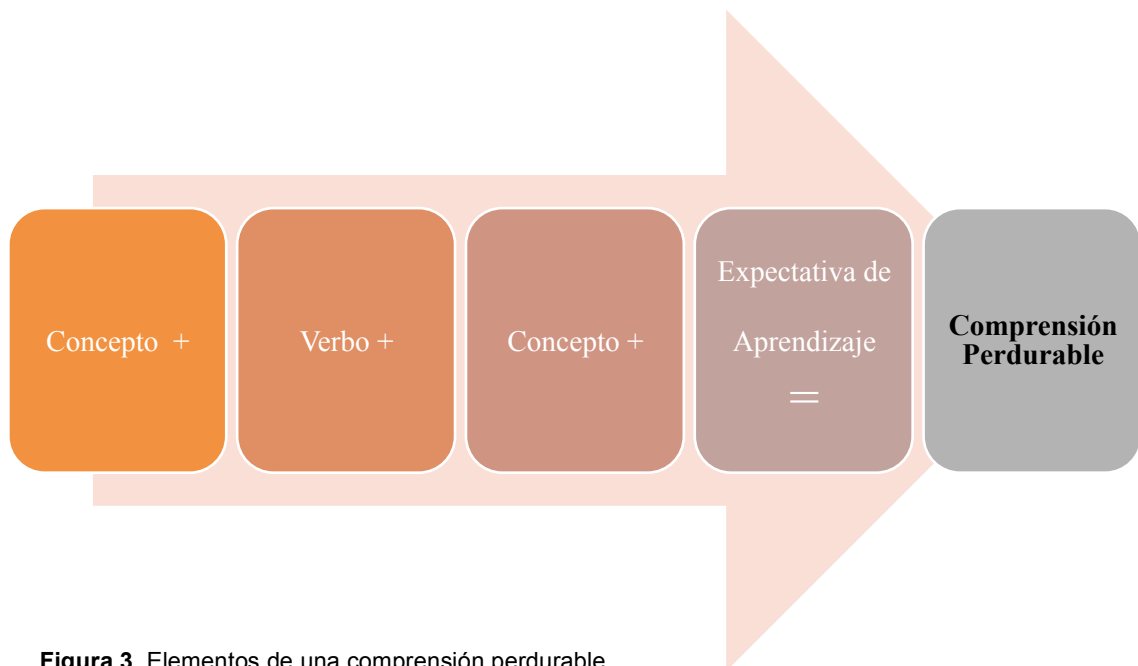 Concepto +
Verbo +
Concepto +
Expectativa de
Aprendizaje
=
Comprensión
Perdurable
Figura 3. Elementos de una comprensión perdurable